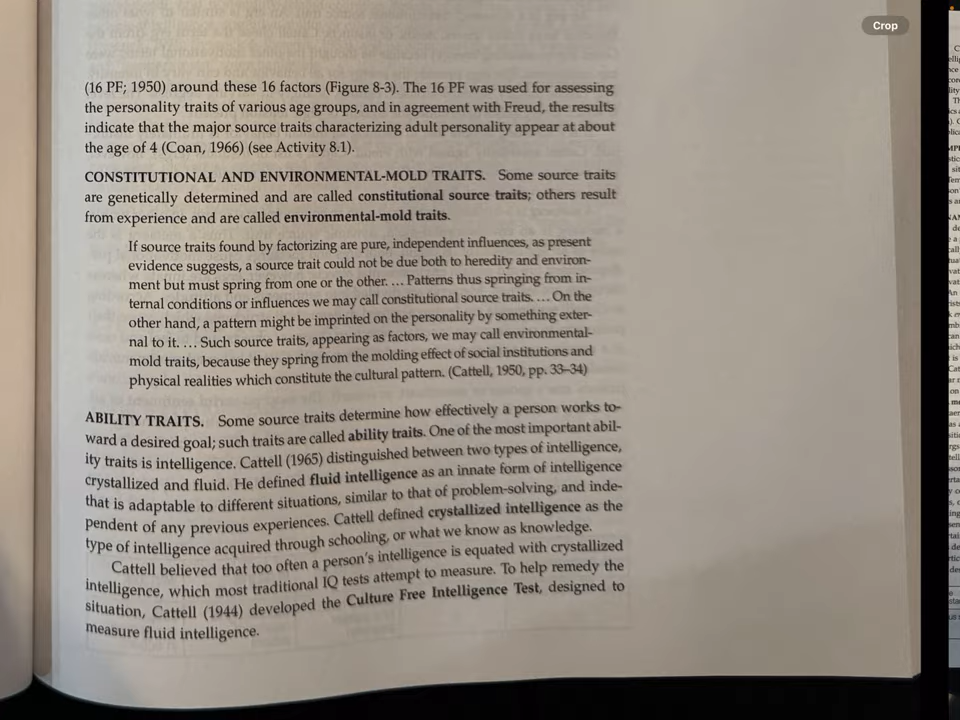 Crop
(16 PF; 1950) around these 16 factors (Figure 8-3). The 16 PF was used for assessing
the personality traits of various age groups, and in agreement with Freud, the results
indicate that the major source traits characterizing adult personality appear at about
the age of 4 (Coan, 1966) (see Activity 8.1).
CONSTITUTIONAL AND ENVIRONMENTAL-MOLD TRAITS. Some source traits
are genetically determined and are called constitutional source traits; others result
from experience and are called environmental-mold traits.
If source traits found by factorizing are pure, independent influences, as present
evidence suggests, a source trait could not be due both to heredity and environ-
ment but must spring from one or the other. ... Patterns thus springing from in-
ternal conditions or influences we may call constitutional source traits. ... On the
other hand, a pattern might be imprinted on the personality by something exter-
nal to it. ... Such source traits, appearing as factors, we may call environmental-
mold traits, because they spring from the molding effect of social institutions and
physical realities which constitute the cultural pattern. (Cattell, 1950, pp. 33–34)
ABILITY TRAITS. Some source traits determine how effectively a person works to-
ward a desired goal; such traits are called ability traits. One of the most important abil-
ity traits is intelligence. Cattell (1965) distinguished between two types of intelligence,
crystallized and fluid. He defined fluid intelligence as an innate form of intelligence
that is adaptable to different situations, similar to that of problem-solving, and inde-
pendent of any previous experiences. Cattell defined crystallized intelligence as the
type of intelligence acquired through schooling, or what we know as knowledge.
Cattell believed that too often a person's intelligence is equated with crystallized
intelligence, which most traditional IQ tests attempt to measure. To help remedy the
situation, Cattell (1944) developed the Culture Free Intelligence Test, designed to
measure fluid intelligence.